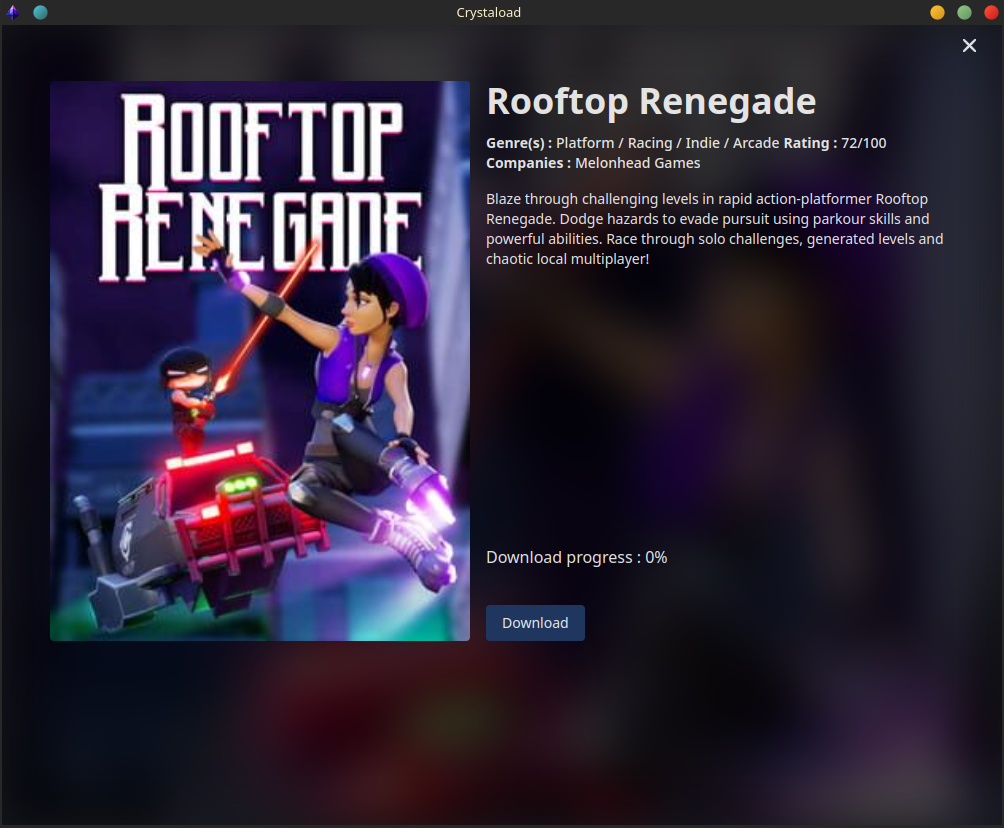 Crystaload
ROOFTOP
RENEGADE
Rooftop Renegade
Genre(s) : Platform / Racing / Indie / Arcade Rating : 72/100
Companies : Melonhead Games
Blaze through challenging levels in rapid action-platformer Rooftop
Renegade. Dodge hazards to evade pursuit using parkour skills and
powerful abilities. Race through solo challenges, generated levels and
chaotic local multiplayer!
Download progress : 0%
Download